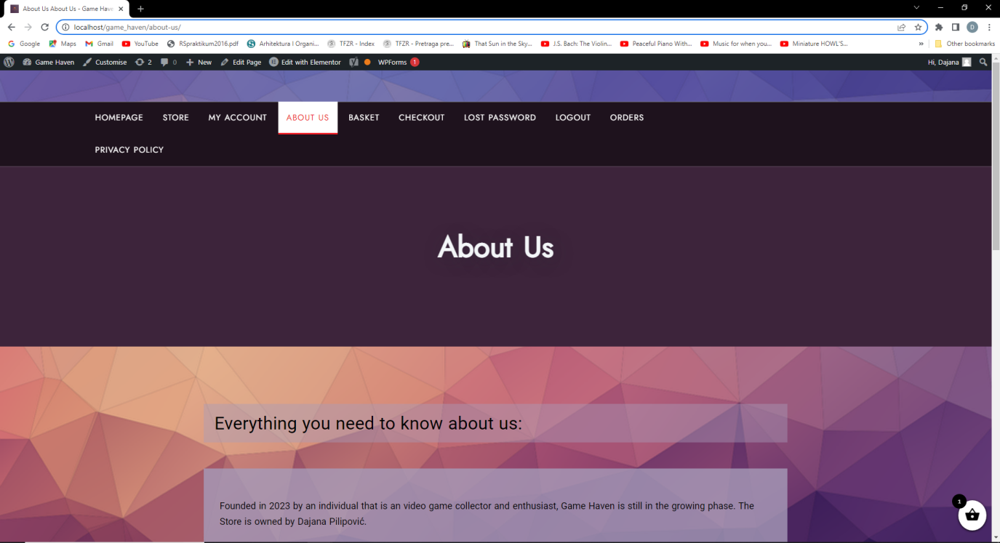 About Us About Us - Game Have
localhost/game_haven/about-us/
D
Google Maps Gmail YouTube RSpraktikum2016.pdf Arhitektura I Organi... TFZR - Index TFZR - Pretraga pre... That Sun in the Sky... J.S. Bach: The Violin... Peaceful Piano With... Music for when you... Miniature HOWL'S... » Other bookmarks
Game Haven Customise 2 0 New Edit Page Edit with Elementor WPForms 1 Hi, Dajana
HOMEPAGE STORE MY ACCOUNT ABOUT US BASKET CHECKOUT LOST PASSWORD LOGOUT ORDERS
PRIVACY POLICY
About Us
Everything you need to know about us:
Founded in 2023 by an individual that is an video game collector and enthusiast, Game Haven is still in the growing phase. The
Store is owned by Dajana Pilipović.
1